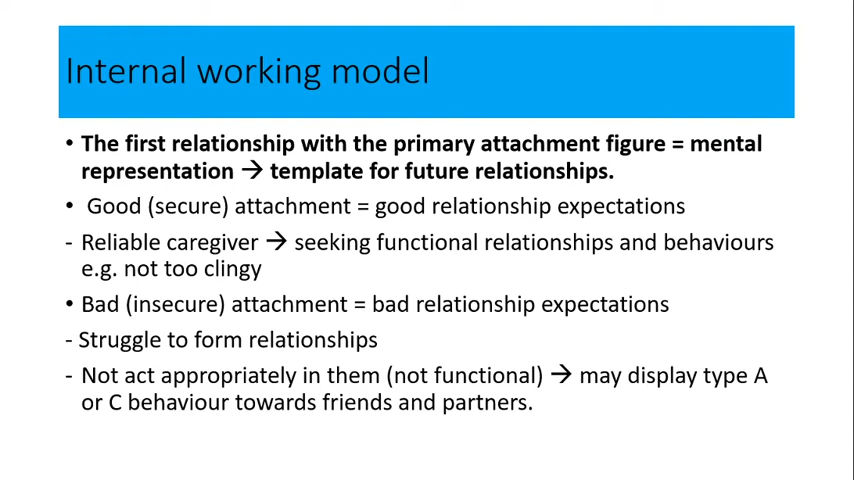 Internal working model
• The first relationship with the primary attachment figure = mental
representation → template for future relationships.
• Good (secure) attachment = good relationship expectations
- Reliable caregiver → seeking functional relationships and behaviours
e.g. not too clingy
• Bad (insecure) attachment = bad relationship expectations
- Struggle to form relationships
- Not act appropriately in them (not functional) → may display type A
or C behaviour towards friends and partners.